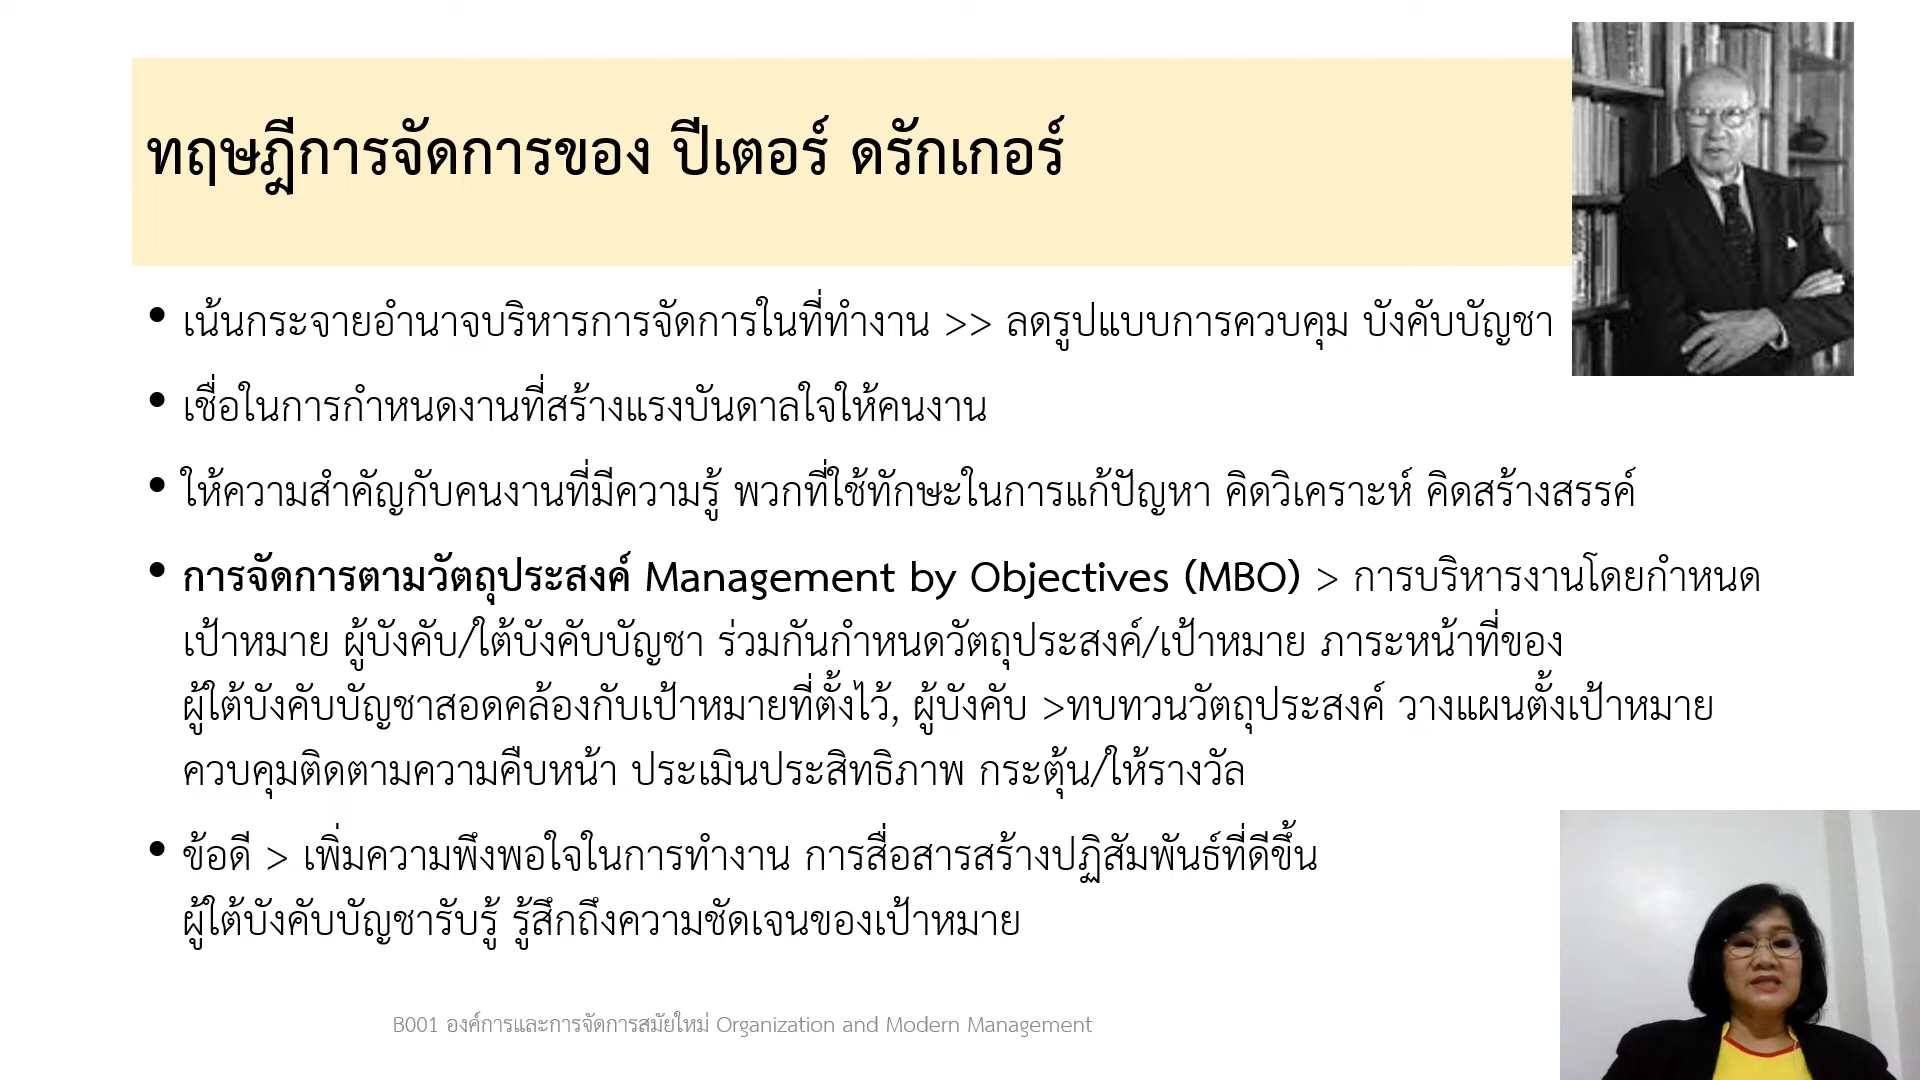 ทฤษฎีการจัดการของ ปีเตอร์ ดรักเกอร์
• เน้นกระจายอำนาจบริหารการจัดการในที่ทำงาน >> ลดรูปแบบการควบคุม บังคับบัญชา
• เชื่อในการกำหนดงานที่สร้างแรงบันดาลใจให้คนงาน
• ให้ความสำคัญกับคนงานที่มีความรู้ พวกที่ใช้ทักษะในการแก้ปัญหา คิดวิเคราะห์ คิดสร้างสรรค์
• การจัดการตามวัตถุประสงค์ Management by Objectives (MBO) > การบริหารงานโดยกำหนด
เป้าหมาย ผู้บังคับ/ใต้บังคับบัญชา ร่วมกันกำหนดวัตถุประสงค์/เป้าหมาย ภาระหน้าที่ของ
ผู้ใต้บังคับบัญชาสอดคล้องกับเป้าหมายที่ตั้งไว้, ผู้บังคับ >ทบทวนวัตถุประสงค์ วางแผนตั้งเป้าหมาย
ควบคุมติดตามความคืบหน้า ประเมินประสิทธิภาพ กระตุ้น/ให้รางวัล
• ข้อดี > เพิ่มความพึงพอใจในการทำงาน การสื่อสารสร้างปฏิสัมพันธ์ที่ดีขึ้น
ผู้ใต้บังคับบัญชารับรู้ รู้สึกถึงความชัดเจนของเป้าหมาย
B001 องค์การและการจัดการสมัยใหม่ Organization and Modern Management